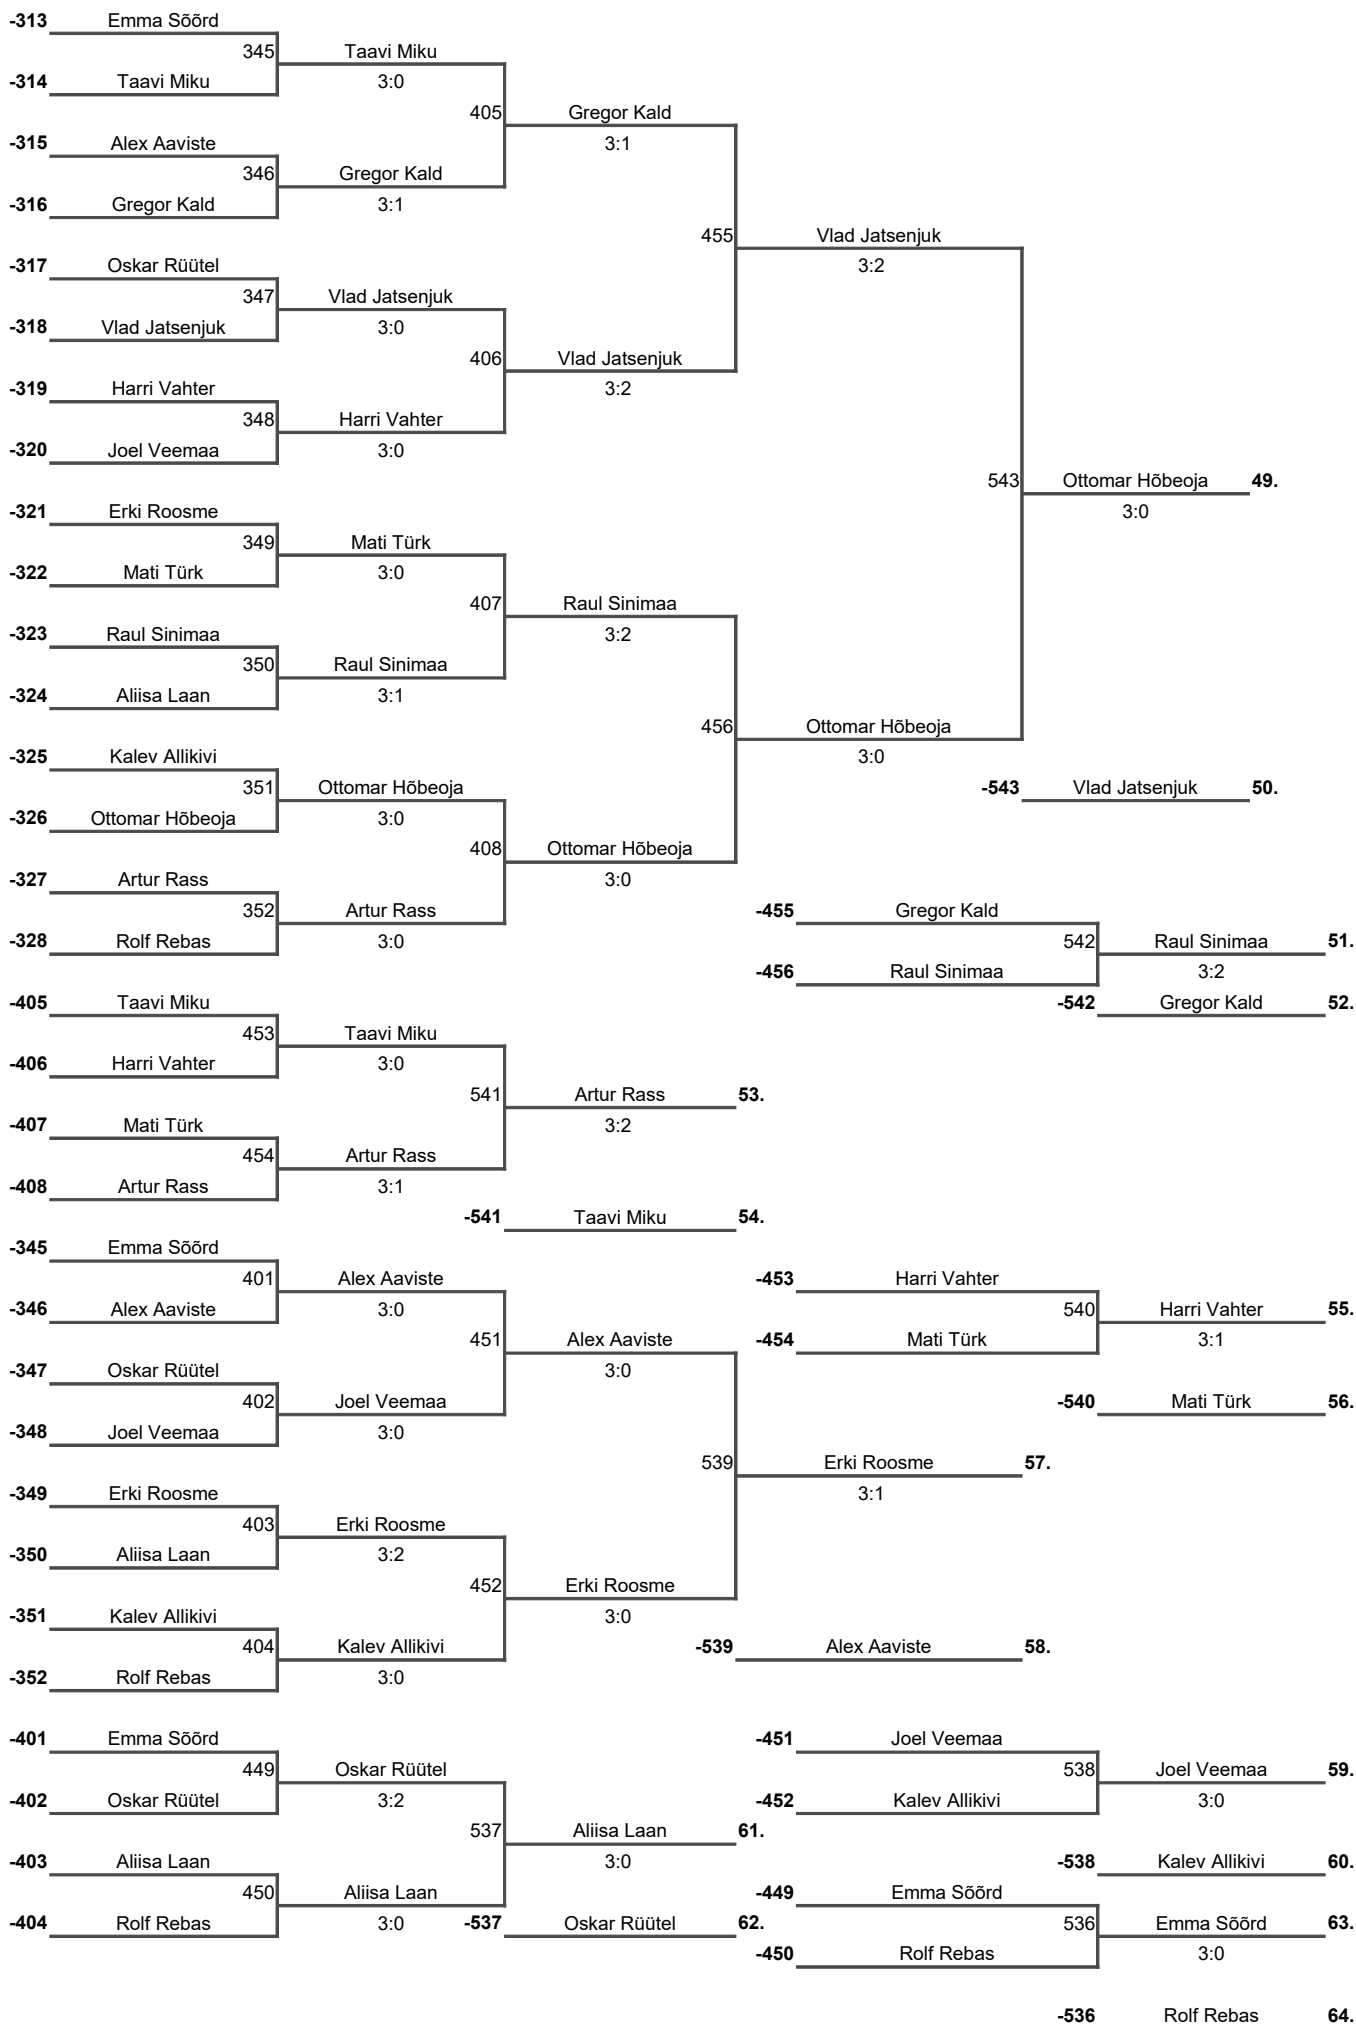 -313 Emma Sõõrd
345 Taavi Miku
-314 Taavi Miku 3:0
405 Gregor Kald
-315 Alex Aaviste 3:1
346 Gregor Kald
-316 Gregor Kald 3:1
455 Vlad Jatsenjuk
-317 Oskar Rüütel 3:2
347 Vlad Jatsenjuk
-318 Vlad Jatsenjuk 3:0
406 Vlad Jatsenjuk
-319 Harri Vahter 3:2
348 Harri Vahter
-320 Joel Veemaa 3:0
543 Ottomar Hõbeoja 49.
-321 Erki Roosme 3:0
349 Mati Türk
-322 Mati Türk 3:0
407 Raul Sinimaa
-323 Raul Sinimaa 3:2
350 Raul Sinimaa
-324 Aliisa Laan 3:1
456 Ottomar Hõbeoja
-325 Kalev Allikivi 3:0
351 Ottomar Hõbeoja -543 Vlad Jatsenjuk 50.
-326 Ottomar Hõbeoja 3:0
408 Ottomar Hõbeoja
-327 Artur Rass 3:0
352 Artur Rass -455 Gregor Kald
-328 Rolf Rebas 3:0 542 Raul Sinimaa 51.
-456 Raul Sinimaa 3:2
-405 Taavi Miku -542 Gregor Kald 52.
453 Taavi Miku
-406 Harri Vahter 3:0
541 Artur Rass 53.
-407 Mati Türk 3:2
454 Artur Rass
-408 Artur Rass 3:1
-541 Taavi Miku 54.
-345 Emma Sõõrd
401 Alex Aaviste -453 Harri Vahter
-346 Alex Aaviste 3:0 540 Harri Vahter 55.
451 Alex Aaviste -454 Mati Türk 3:1
-347 Oskar Rüütel 3:0
402 Joel Veemaa -540 Mati Türk 56.
-348 Joel Veemaa 3:0
539 Erki Roosme 57.
-349 Erki Roosme 3:1
403 Erki Roosme
-350 Aliisa Laan 3:2
452 Erki Roosme
-351 Kalev Allikivi 3:0
404 Kalev Allikivi -539 Alex Aaviste 58.
-352 Rolf Rebas 3:0
-401 Emma Sõõrd -451 Joel Veemaa
449 Oskar Rüütel 538 Joel Veemaa 59.
-402 Oskar Rüütel 3:2 -452 Kalev Allikivi 3:0
537 Aliisa Laan 61.
-403 Aliisa Laan 3:0 -538 Kalev Allikivi 60.
450 Aliisa Laan -449 Emma Sõõrd
-404 Rolf Rebas 3:0 -537 Oskar Rüütel 62. 536 Emma Sõõrd 63.
-450 Rolf Rebas 3:0
-536 Rolf Rebas 64.